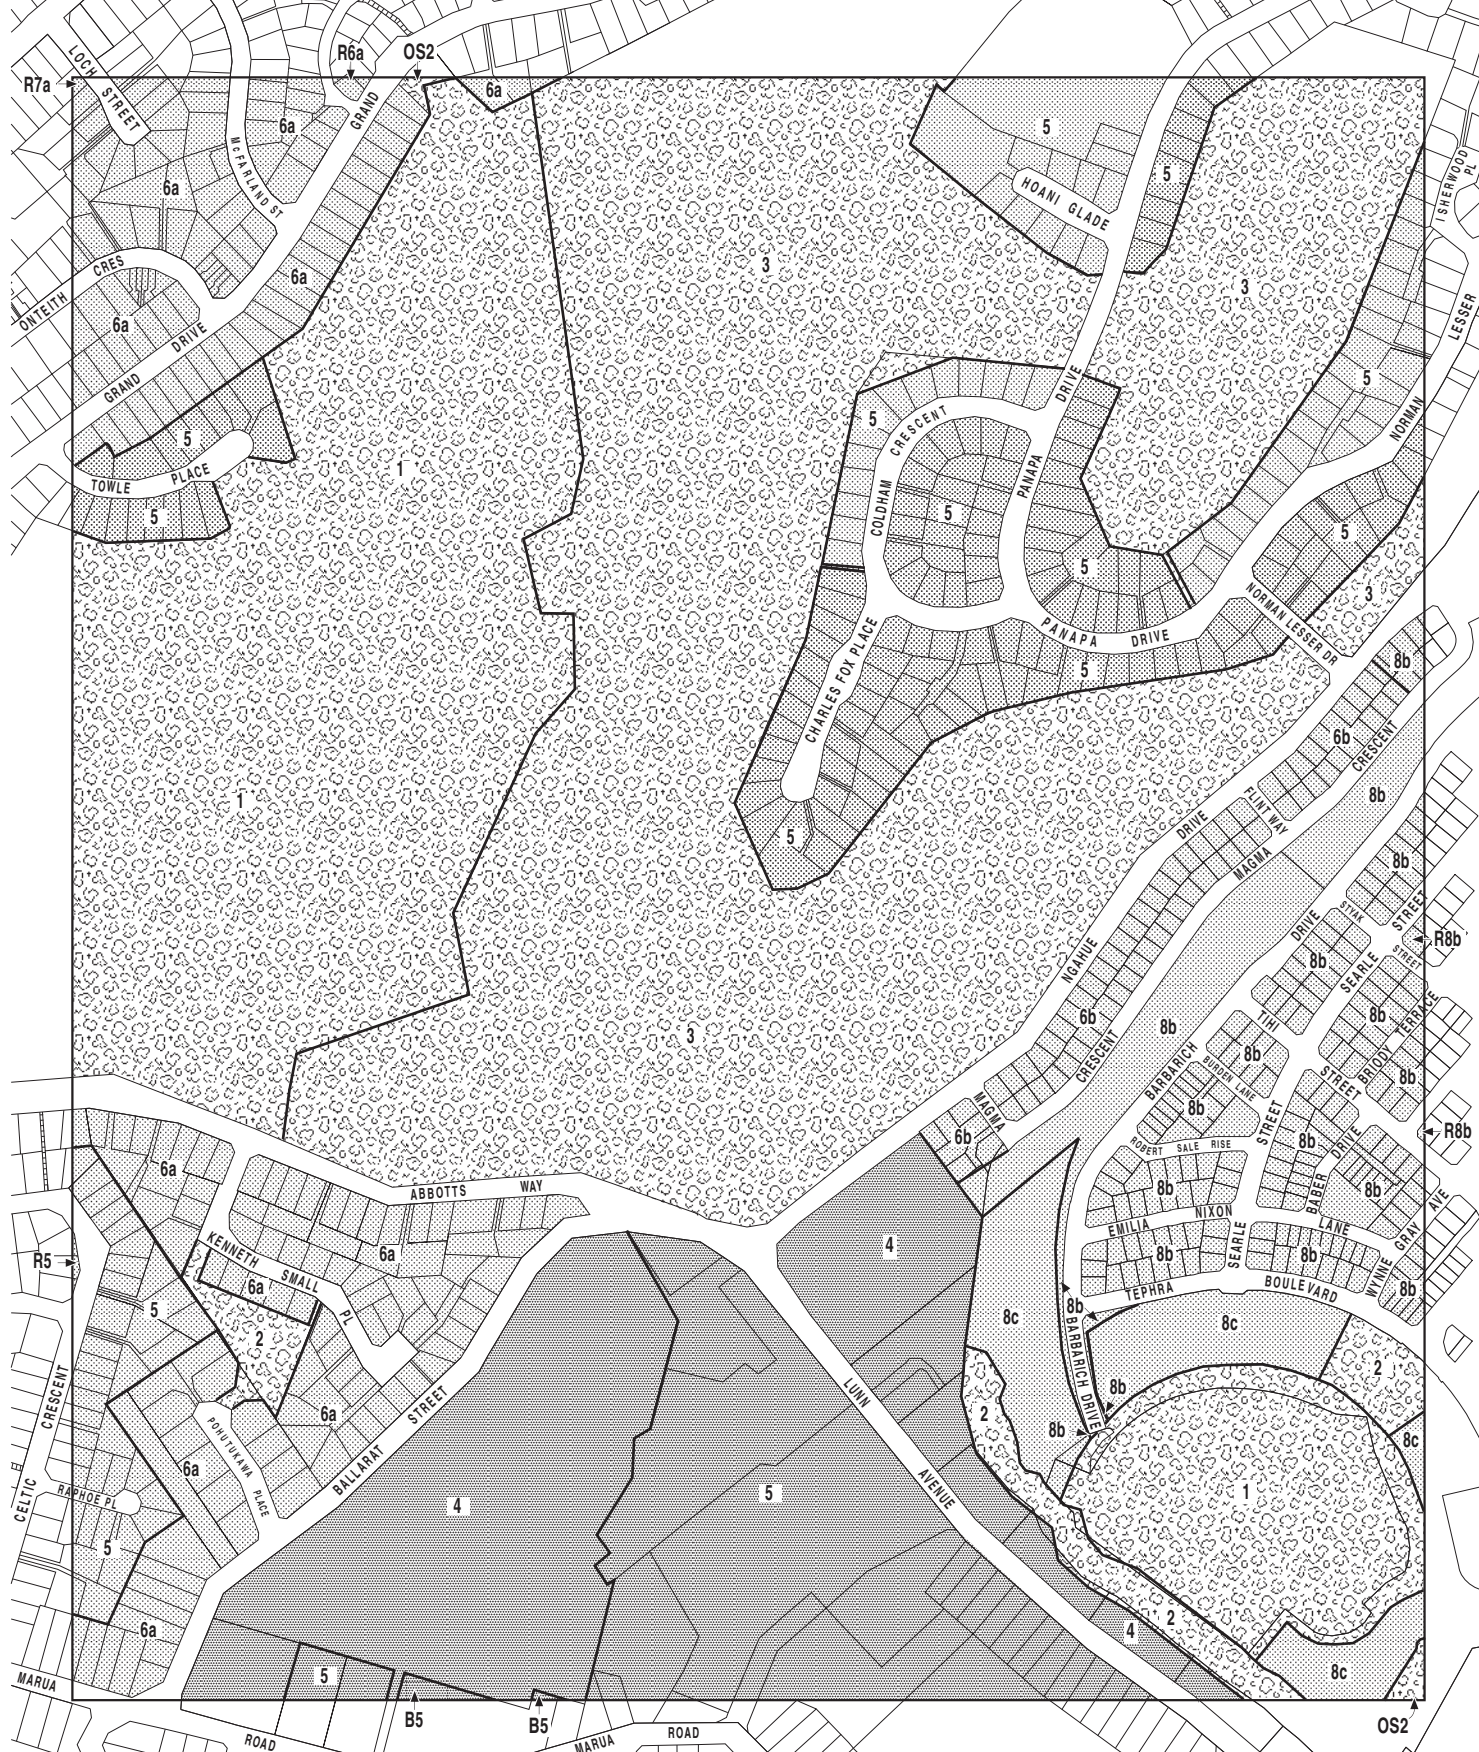 R6a
OS2
LOCH STREET
R7a
6a
GRAND
6a
5
McFARLAND ST
ISHERWOOD PL
6a
5
HOANI GLADE
CRES
3
6a
3
ONTEITH
6a
DRIVE
LESSER
GRAND
DRIVE
5
5
CRESCENT
NORMAN
5
PLACE
1
TOWLE
PANAPA
COLDHAM
5
5
5
5
3
NORMAN LESSER DR
PANAPA DRIVE
5
8b
CHARLES FOX PLACE
6b
CRESCENT
8b
1
FLINT WAY
DRIVE
5
MAGMA
8b
STYAK
STREET
DRIVE
R8b
STREET
NGAHUE
8b
SEARLE
6b
8b
TERRACE
TIHI
8b
3
CRESCENT
BARBARICH
8b
BURDEN LANE
STREET
BRIODY
8b
MAGMA
8b
STREET
6b
R8b
ROBERT SALE RISE
8b
DRIVE
6a
ABBOTTS WAY
8b
BABER
8b
AVE
EMILIA
NIXON
LANE
GRAY
KENNETH
SMALL
PL
6a
4
8b
SEARLE
8b
R5
6a
TEPHRA
BOULEVARD
WYNNE
8b
5
8c
8b
8c
2
BARBARICH DRIVE
2
CRESCENT
LUNN
8b
6a
BALLARAT
STREET
2
8b
8c
POHUTUKAWA
PLACE
6a
CELTIC
RAPHOE PL
4
5
AVENUE
1
5
6a
2
4
5
8c
MARUA
B5
B5
OS2
ROAD
MARUA
ROAD